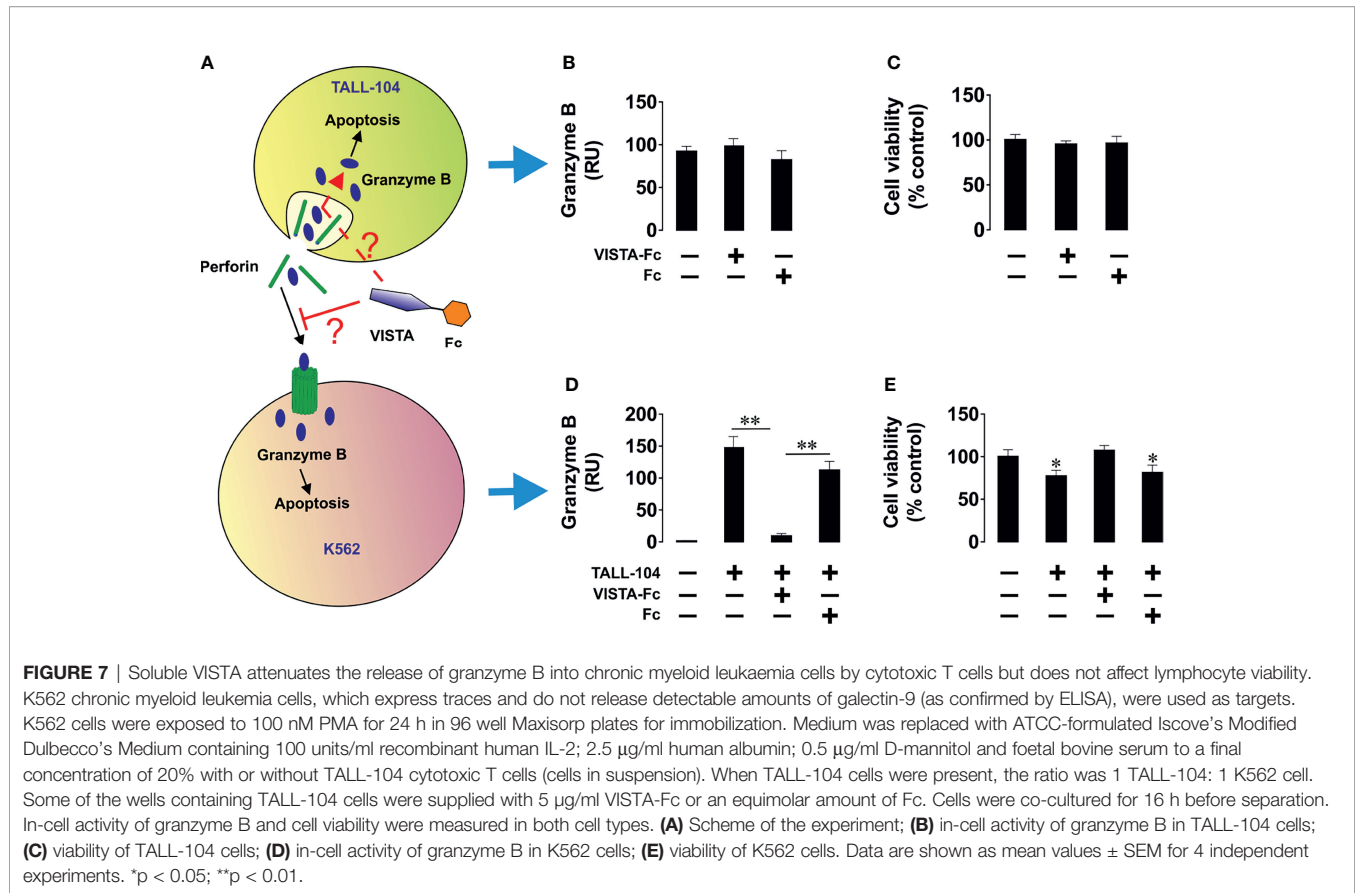 A
TALL-104
Apoptosis
Granzyme B
?
Perforin
?
VISTA
Fc
Granzyme B
Apoptosis
K562
B
Granzyme B
(RU)
150
100
50
0
VISTA-Fc — + —
Fc — — +
C
Cell viability
(% control)
150
100
50
0
— + —
— — +
D
Granzyme B
(RU)
200
150
100
50
0
** **
TALL-104 — + + +
VISTA-Fc — — + —
Fc — — — +
E
Cell viability
(% control)
150
100
50
0
* *
— + + +
— — + —
— — — +
FIGURE 7 | Soluble VISTA attenuates the release of granzyme B into chronic myeloid leukaemia cells by cytotoxic T cells but does not affect lymphocyte viability.
K562 chronic myeloid leukemia cells, which express traces and do not release detectable amounts of galectin-9 (as confirmed by ELISA), were used as targets.
K562 cells were exposed to 100 nM PMA for 24 h in 96 well Maxisorp plates for immobilization. Medium was replaced with ATCC-formulated Iscove's Modified
Dulbecco's Medium containing 100 units/ml recombinant human IL-2; 2.5 μg/ml human albumin; 0.5 μg/ml D-mannitol and foetal bovine serum to a final
concentration of 20% with or without TALL-104 cytotoxic T cells (cells in suspension). When TALL-104 cells were present, the ratio was 1 TALL-104: 1 K562 cell.
Some of the wells containing TALL-104 cells were supplied with 5 μg/ml VISTA-Fc or an equimolar amount of Fc. Cells were co-cultured for 16 h before separation.
In-cell activity of granzyme B and cell viability were measured in both cell types. (A) Scheme of the experiment; (B) in-cell activity of granzyme B in TALL-104 cells;
(C) viability of TALL-104 cells; (D) in-cell activity of granzyme B in K562 cells; (E) viability of K562 cells. Data are shown as mean values ± SEM for 4 independent
experiments. *p < 0.05; **p < 0.01.